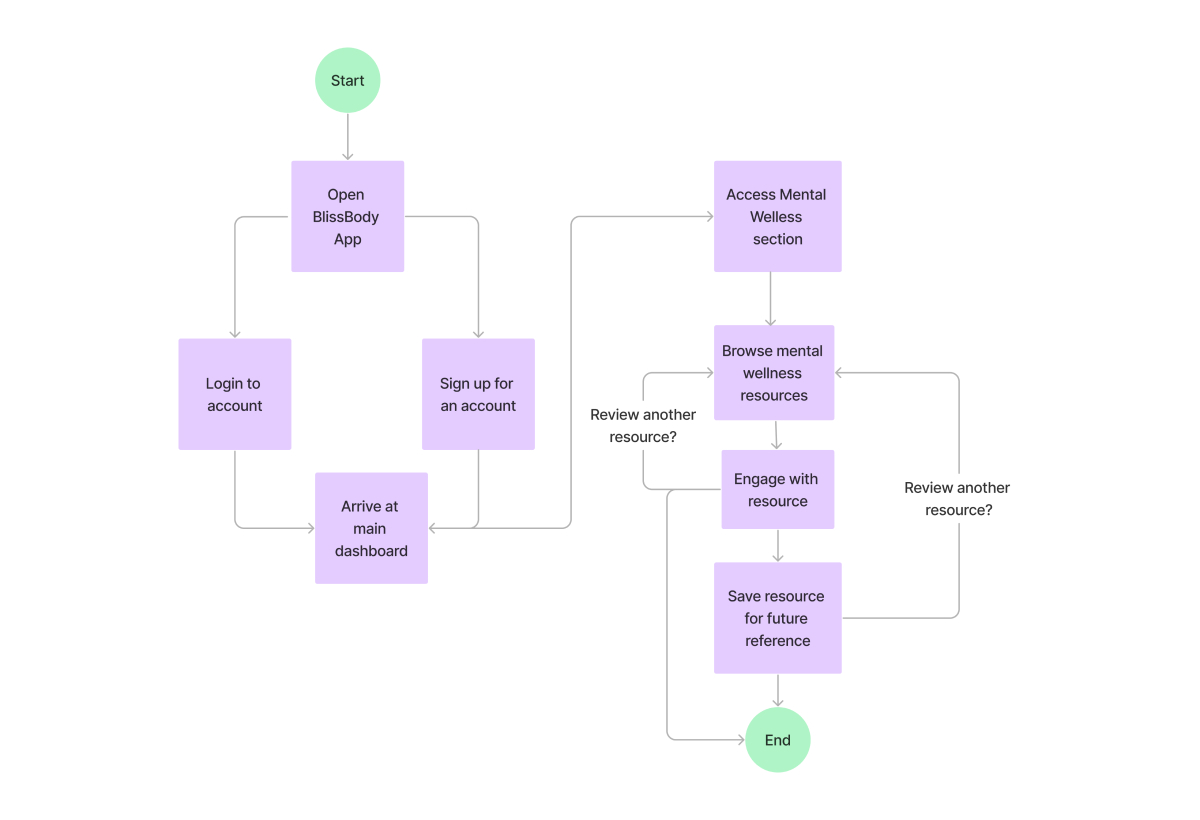 Start
Open
BlissBody
App
Login to
account
Sign up for
an account
Arrive at
main
dashboard
Access Mental
Welless
section
Browse mental
wellness
resources
Review another
resource?
Engage with
resource
Review another
resource?
Save resource
for future
reference
End